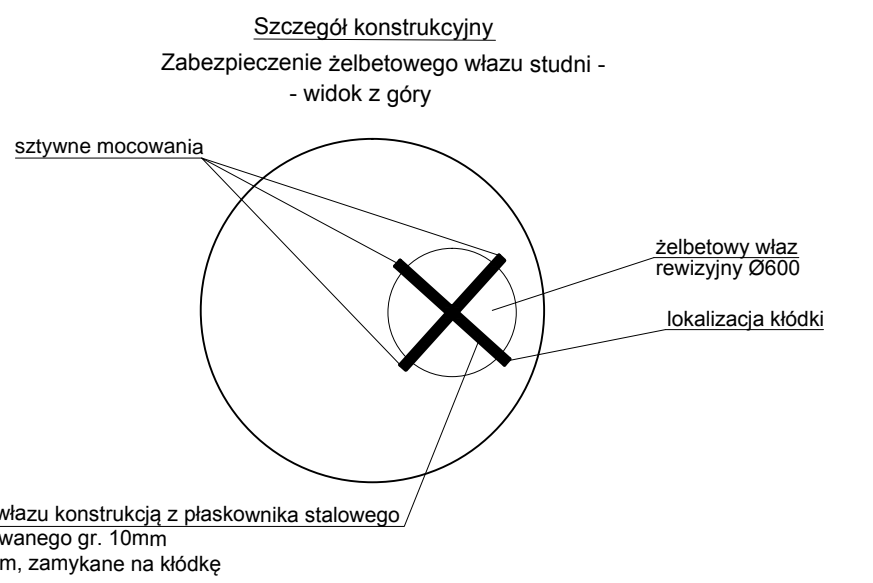 Szczegół konstrukcyjny
Zabezpieczenie żelbetowego włazu studni -
- widok z góry
sztywne mocowania
żelbetowy właz
rewizyjny Ø600
lokalizacja kłódki
włazu konstrukcją z płaskownika stalowego
wanego gr. 10mm
m, zamykane na kłódkę